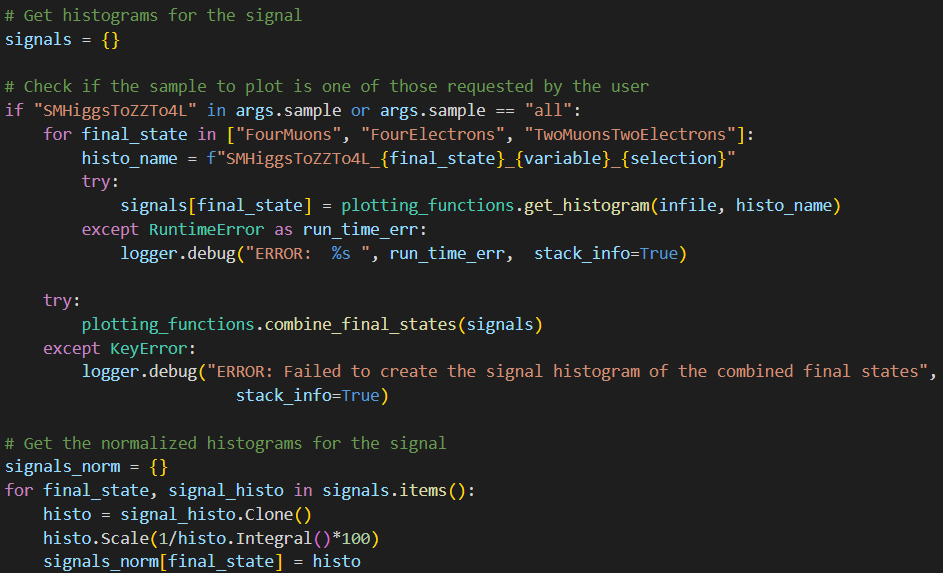 # Get histograms for the signal
signals = {}

# Check if the sample to plot is one of those requested by the user
if "SMHiggsToZZTo4L" in args.sample or args.sample == "all":
    for final_state in ["FourMuons", "FourElectrons", "TwoMuonsTwoElectrons"]:
        histo_name = f"SMHiggsToZZTo4L_{final_state}_{variable}_{selection}"
        try:
            signals[final_state] = plotting_functions.get_histogram(infile, histo_name)
        except RuntimeError as run_time_err:
            logger.debug("ERROR:  %s ", run_time_err,  stack_info=True)

    try:
        plotting_functions.combine_final_states(signals)
    except KeyError:
        logger.debug("ERROR: Failed to create the signal histogram of the combined final states",
                        stack_info=True)

# Get the normalized histograms for the signal
signals_norm = {}
for final_state, signal_histo in signals.items():
    histo = signal_histo.Clone()
    histo.Scale(1/histo.Integral()*100)
    signals_norm[final_state] = histo